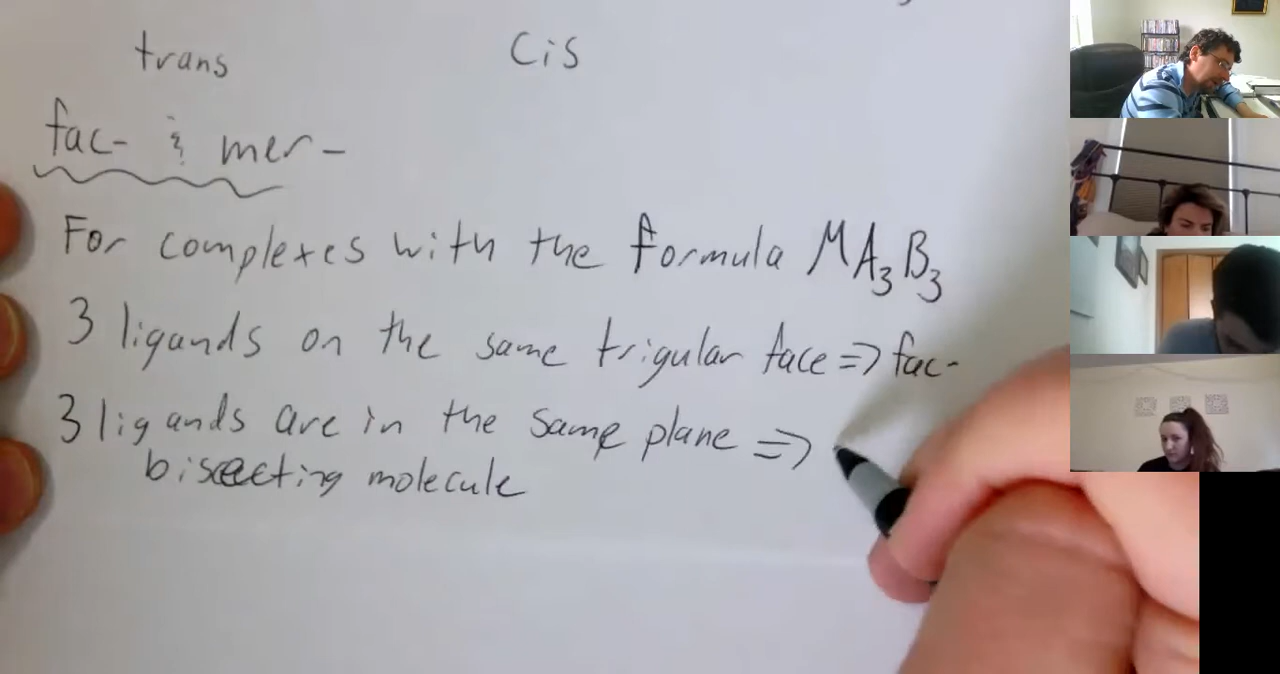 trans cis
fac- & mer-
For complexes with the formula MA₃B₃
3 ligands on the same trigular face => fac-
3 ligands are in the same plane =>
bisecting molecule